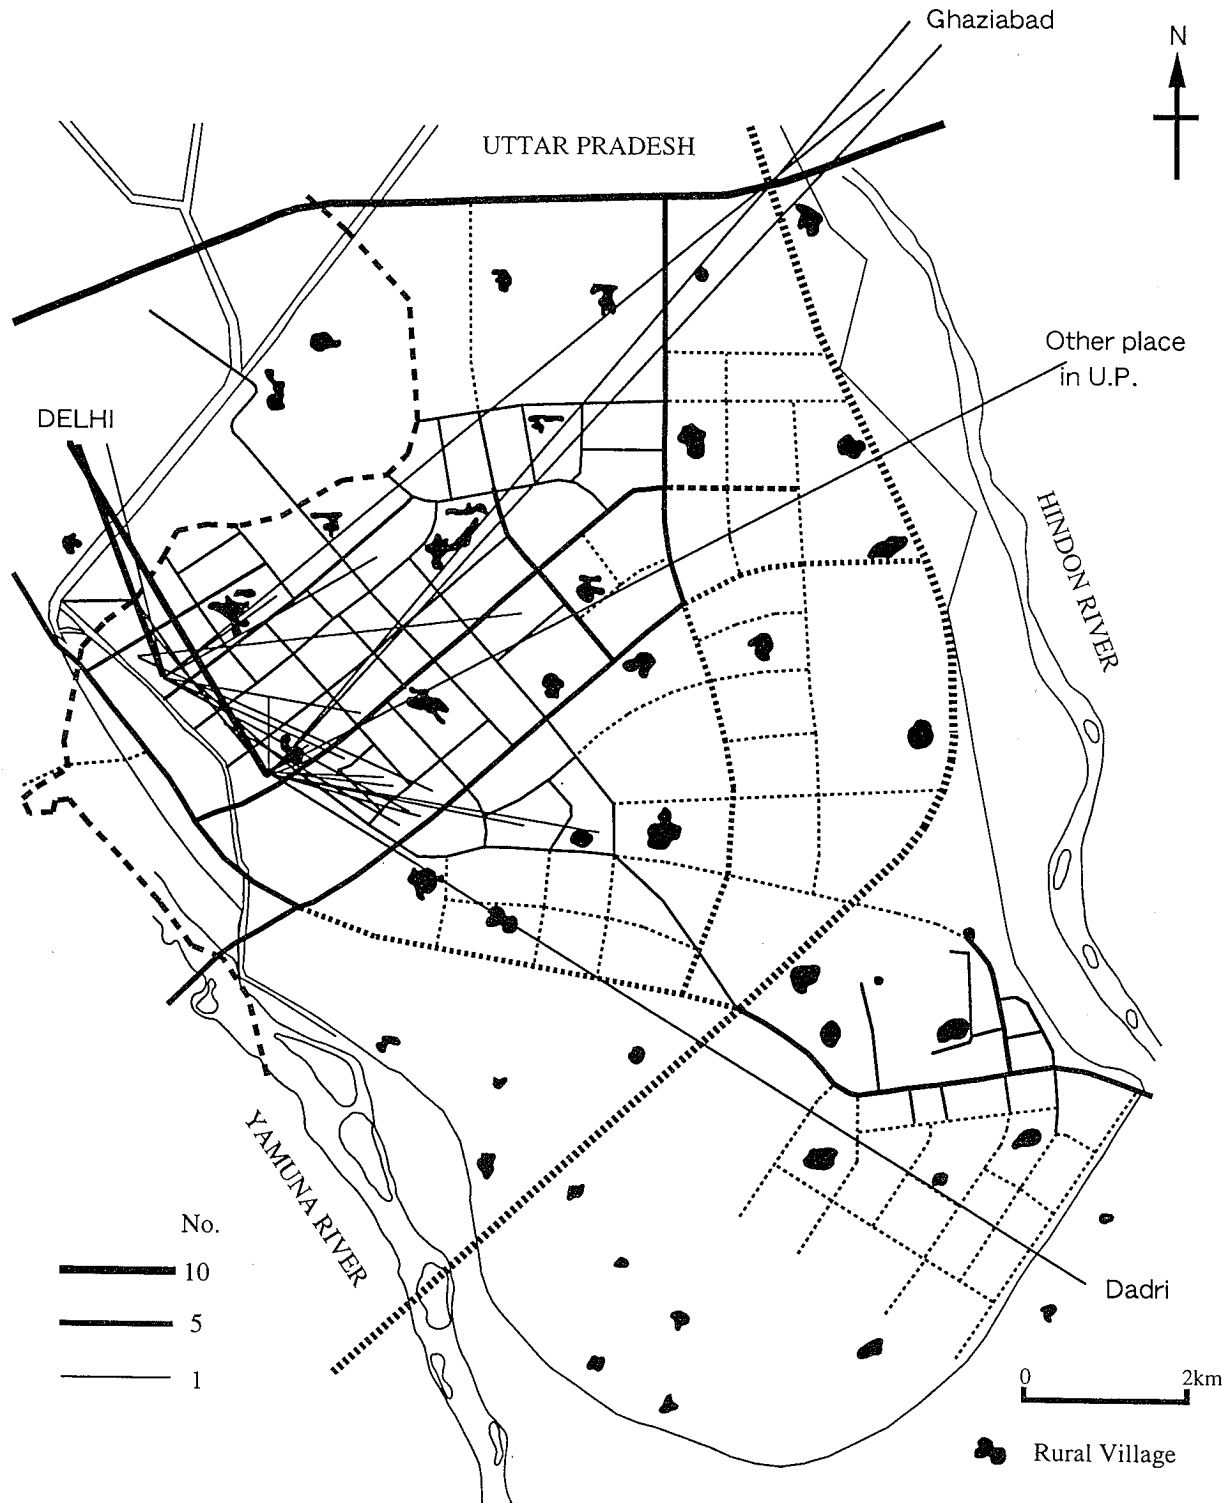 Ghaziabad
N
UTTAR PRADESH
Other place
in U.P.
DELHI
HINDON RIVER
YAMUNA RIVER
No.
10
5
1
Dadri
0 2km
Rural Village